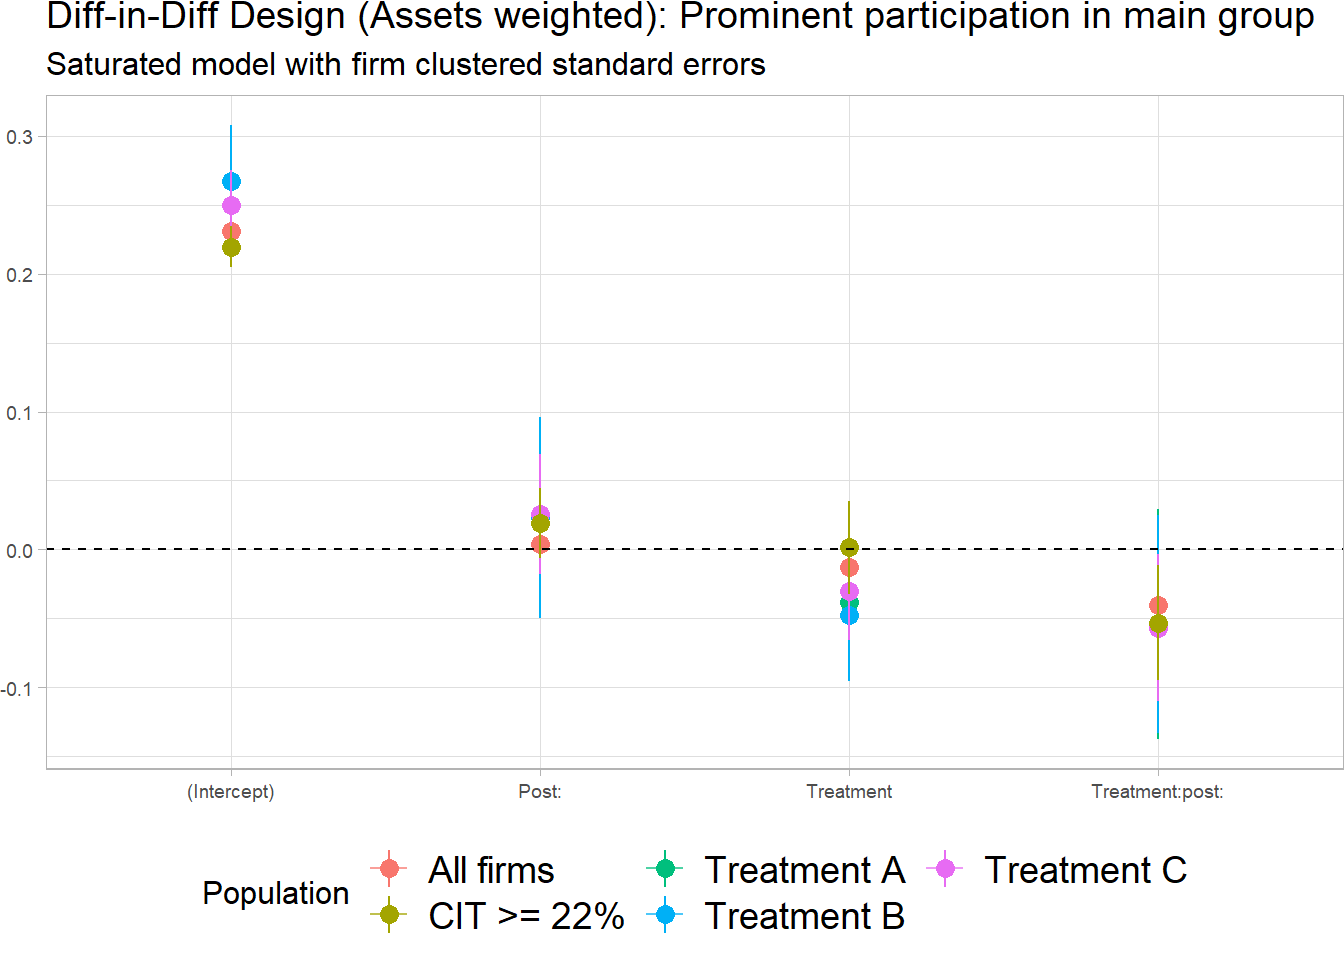 Diff-in-Diff Design (Assets weighted): Prominent participation in main group
Saturated model with firm clustered standard errors
0.3
0.2
0.1
0.0
-0.1
(Intercept)
Post:
Treatment
Treatment:post:
Population
All firms
CIT >= 22%
Treatment A
Treatment B
Treatment C